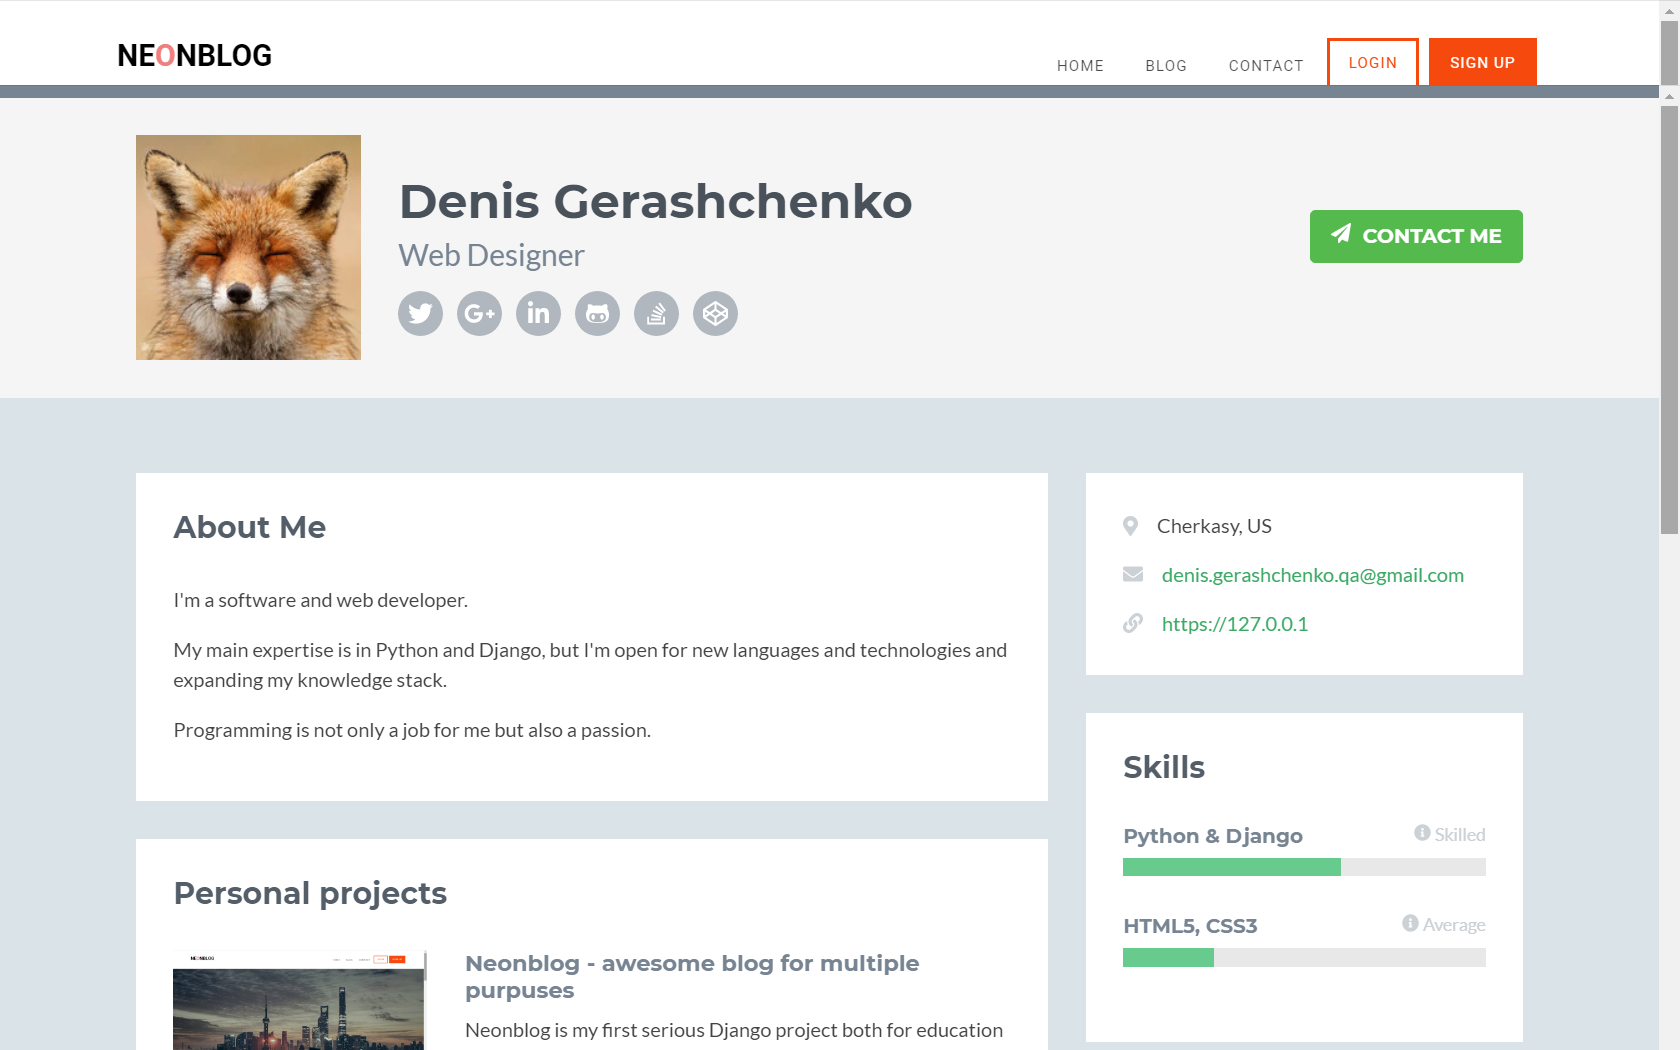 NEONBLOG
HOME BLOG CONTACT LOGIN SIGN UP
Denis Gerashchenko
Web Designer
CONTACT ME
About Me
I'm a software and web developer.
My main expertise is in Python and Django, but I'm open for new languages and technologies and
expanding my knowledge stack.
Programming is not only a job for me but also a passion.
Cherkasy, US
denis.gerashchenko.qa@gmail.com
https://127.0.0.1
Skills
Python & Django Skilled
HTML5, CSS3 Average
Personal projects
NEONBLOG
Neonblog - awesome blog for multiple
purpuses
Neonblog is my first serious Django project both for education